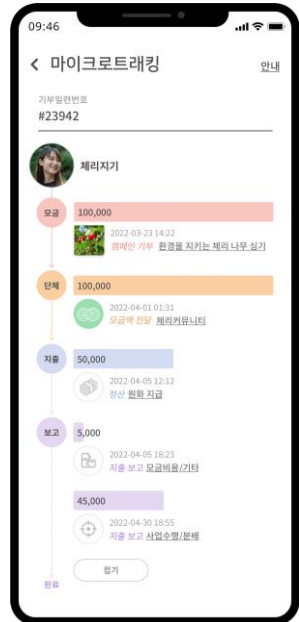 09:46
마이크로트래킹
안내
기부일련번호
#23942
체리지기
모금
100,000
2022-03-23 14:22
캠페인 기부 환경을 지키는 체리 나무 심기
단체
100,000
2022-04-01 01:31
모금액 전달 체리커뮤니티
지출
50,000
2022-04-05 12:12
정산 원화 지급
보고
5,000
2022-04-05 18:23
지출 보고 모금비용/기타
45,000
2022-04-30 18:55
지출 보고 사업수행/분배
접기
완료